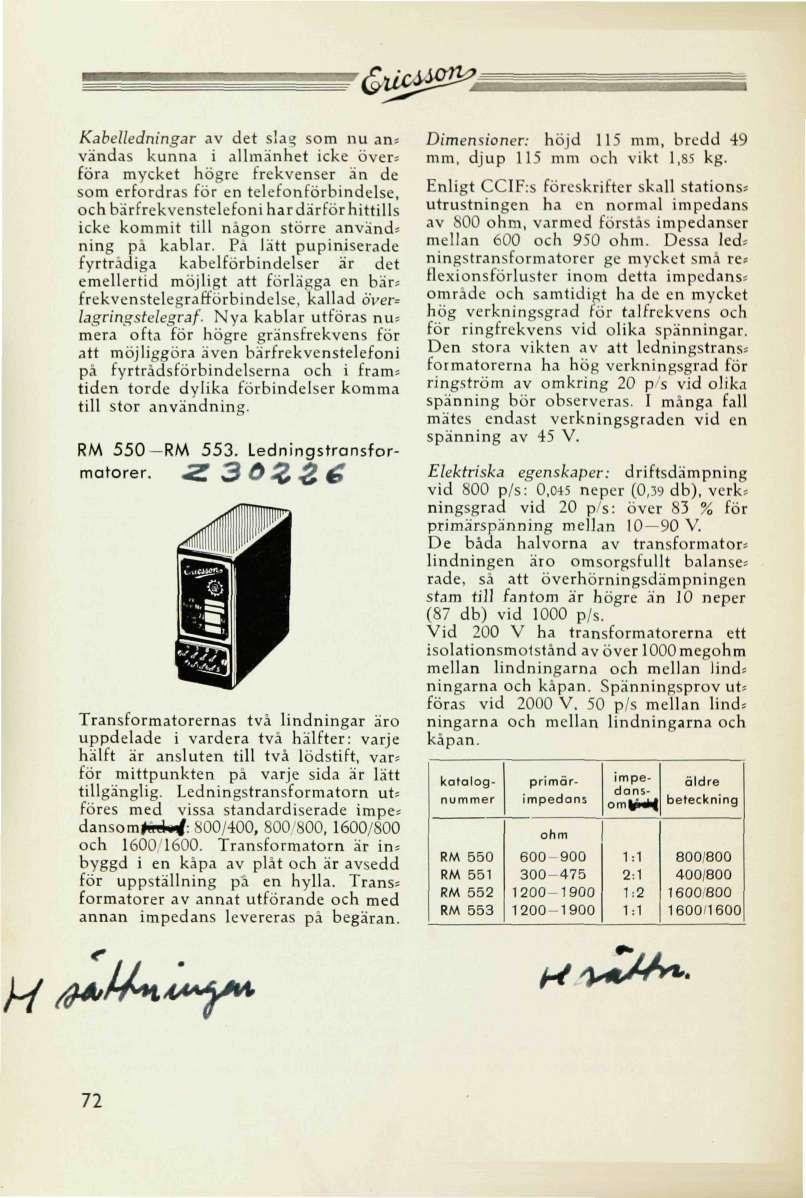 Ericsson
Kabelledningar av det slag som nu an=
vändas kunna i allmänhet icke över=
föra mycket högre frekvenser än de
som erfordras för en telefonförbindelse,
och bärfrekvenstelefoni har därför hittills
icke kommit till någon större använd=
ning på kablar. På lätt pupiniserade
fyrtrådiga kabelförbindelser är det
emellertid möjligt att förlägga en bär=
frekvenstelegrafförbindelse, kallad över=
lagringstelegraf. Nya kablar utföras nu=
mera ofta för högre gränsfrekvens för
att möjliggöra även bärfrekvenstelefoni
på fyrtrådsförbindelserna och i fram=
tiden torde dylika förbindelser komma
till stor användning.
RM 550—RM 553. Ledningstransfor-
matorer. Z 30226
Ericsson
Transformatorernas två lindningar äro
uppdelade i vardera två hälfter: varje
hälft är ansluten till två lödstift, var=
för mittpunkten på varje sida är lätt
tillgänglig. Ledningstransformatorn ut=
föres med vissa standardiserade impe=
dansom: 800/400, 800/800, 1600/800
och 1600/1600. Transformatorn är in=
byggd i en kåpa av plåt och är avsedd
för uppställning på en hylla. Trans=
formatorer av annat utförande och med
annan impedans levereras på begäran.
sättningar
Dimensioner: höjd 115 mm, bredd 49
mm, djup 115 mm och vikt 1,85 kg.
Enligt CCIF:s föreskrifter skall stations=
utrustningen ha en normal impedans
av 800 ohm, varmed förstås impedanser
mellan 600 och 950 ohm. Dessa led=
ningstransformatorer ge mycket små re=
flexionsförluster inom detta impedans=
område och samtidigt ha de en mycket
hög verkningsgrad för talfrekvens och
för ringfrekvens vid olika spänningar.
Den stora vikten av att ledningstrans=
formatorerna ha hög verkningsgrad för
ringström av omkring 20 p/s vid olika
spänning bör observeras. I många fall
mätes endast verkningsgraden vid en
spänning av 45 V.
Elektriska egenskaper: driftsdämpning
vid 800 p/s: 0,045 neper (0,39 db), verk=
ningsgrad vid 20 p/s: över 83 % för
primärspänning mellan 10—90 V.
De båda halvorna av transformator=
lindningen äro omsorgsfullt balanse=
rade, så att överhörningsdämpningen
stam till fantom är högre än 10 neper
(87 db) vid 1000 p/s.
Vid 200 V ha transformatorerna ett
isolationsmotstånd av över 1000 megohm
mellan lindningarna och mellan lind=
ningarna och kåpan. Spänningsprov ut=
föras vid 2000 V, 50 p/s mellan lind=
ningarna och mellan lindningarna och
kåpan.
katalog-nummer primär-impedans impe-dans-om äldre beteckning
ohm
RM 550 600—900 1:1 800/800
RM 551 300—475 2:1 400/800
RM 552 1200—1900 1:2 1600/800
RM 553 1200—1900 1:1 1600/1600
sättn.
72